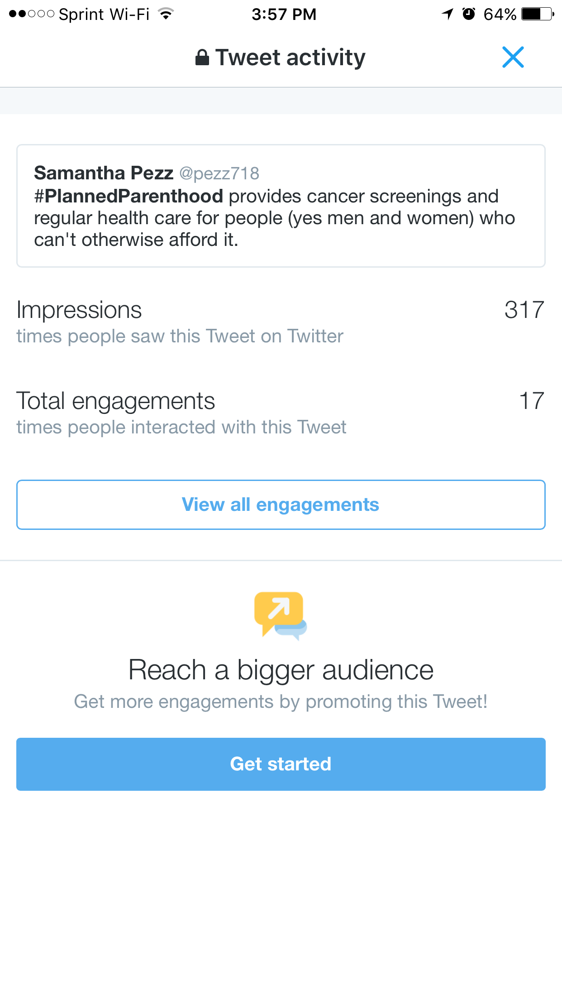 Sprint Wi-Fi 3:57 PM 64%
Tweet activity
Samantha Pezz @pezz718
#PlannedParenthood provides cancer screenings and
regular health care for people (yes men and women) who
can't otherwise afford it.
Impressions 317
times people saw this Tweet on Twitter
Total engagements 17
times people interacted with this Tweet
View all engagements
Reach a bigger audience
Get more engagements by promoting this Tweet!
Get started